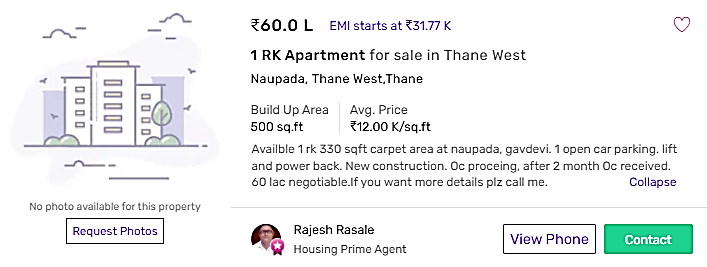 ₹60.0 L EMI starts at ₹31.77 K
1 RK Apartment for sale in Thane West
Naupada, Thane West,Thane
Build Up Area Avg. Price
500 sq.ft ₹12.00 K/sq.ft
Availble 1 rk 330 sqft carpet area at naupada, gavdevi. 1 open car parking. lift
and power back. New construction. Oc proceing, after 2 month Oc received.
60 lac negotiable.If you want more details plz call me. Collapse
No photo available for this property
Request Photos
Rajesh Rasale
Housing Prime Agent
View Phone
Contact